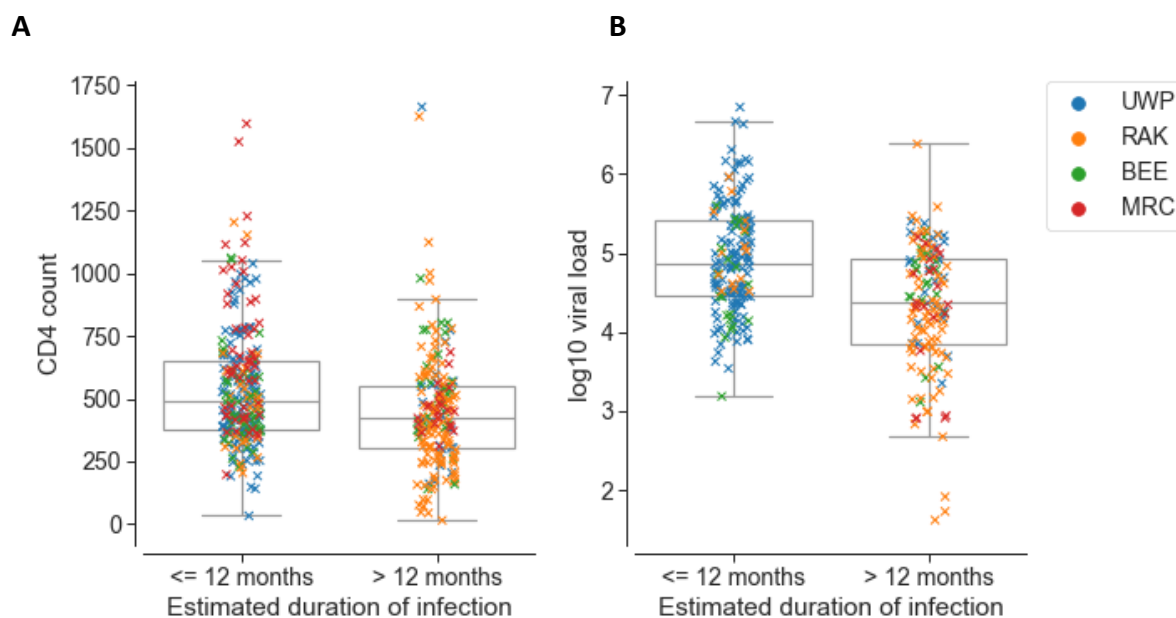 A
CD4 count
1750
1500
1250
1000
750
500
250
0
<= 12 months
> 12 months
Estimated duration of infection
B
log10 viral load
7
6
5
4
3
2
<= 12 months
> 12 months
Estimated duration of infection
UWP
RAK
BEE
MRC